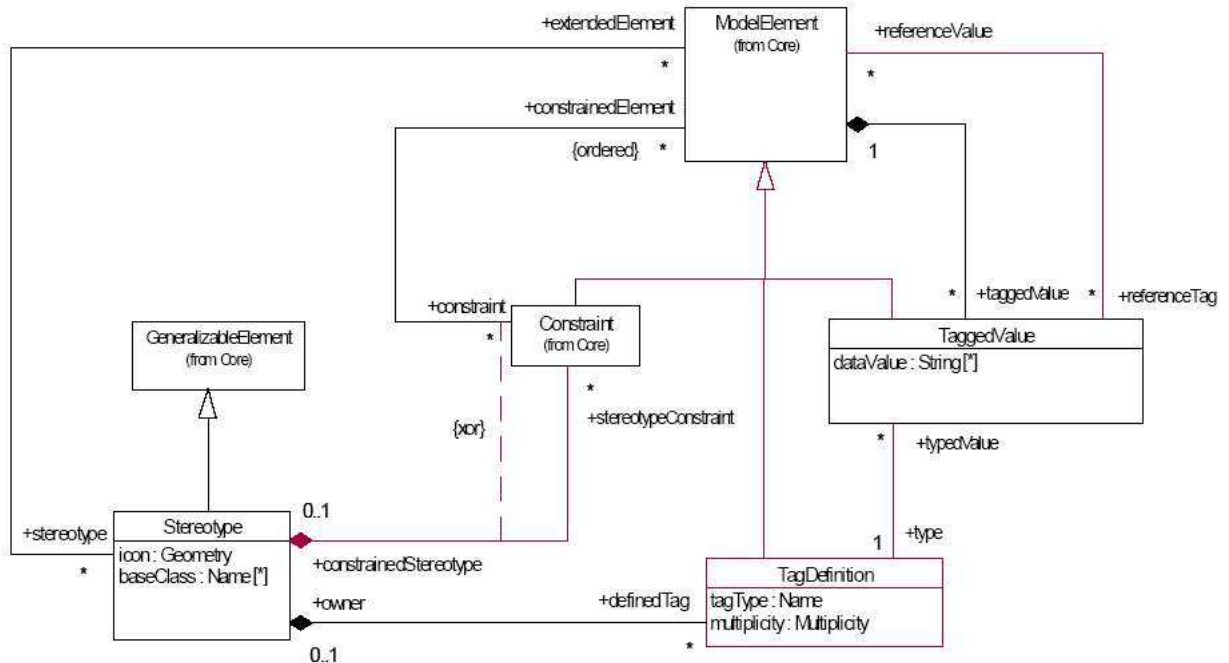 +extendedElement
*
ModelElement
(from Core)
+referenceValue
*
+constrainedElement
{ordered}
*
1
+constraint
*
Constraint
(from Core)
*
+taggedValue
*
+referenceTag
GeneralizableElement
(from Core)
TaggedValue
dataValue : String [*]
*
+stereotypeConstraint
{xor}
*
+typedValue
0..1
+stereotype
*
Stereotype
icon : Geometry
baseClass : Name [*]
+constrainedStereotype
1
+type
+owner
0..1
+definedTag
*
TagDefinition
tagType : Name
multiplicity : Multiplicity